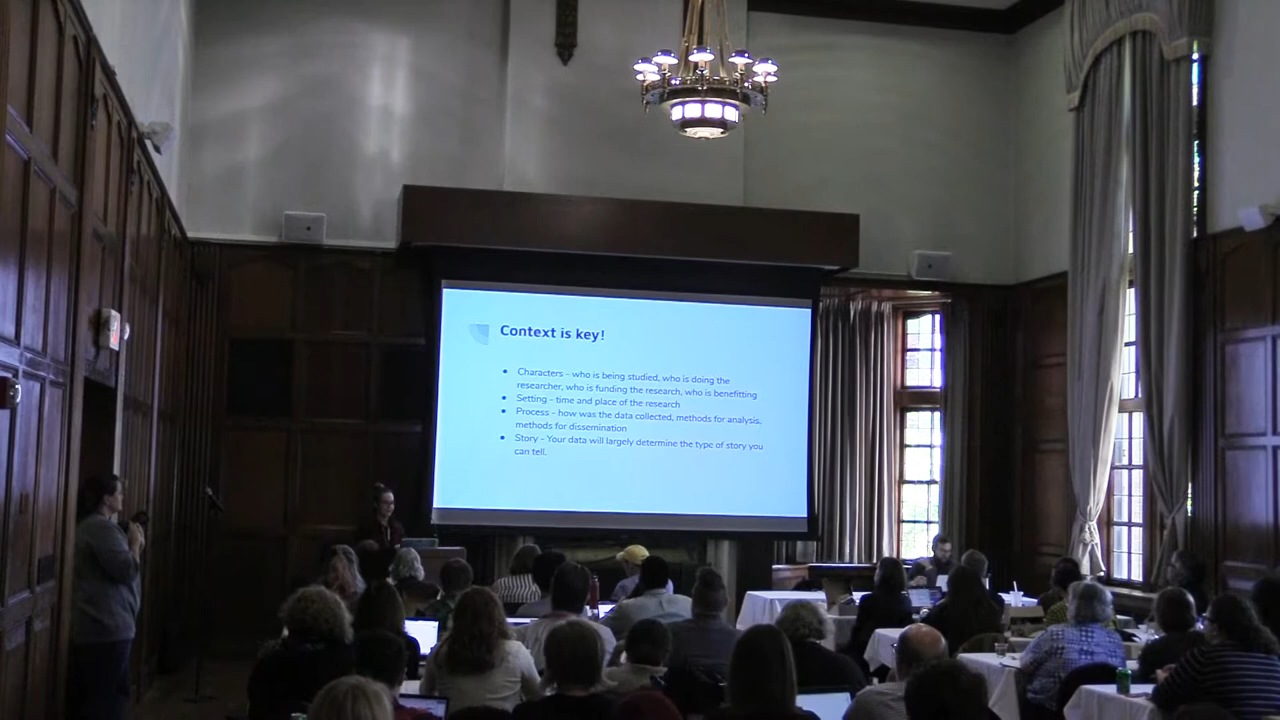 Context is key!
Characters - who is being studied, who is doing the
researcher, who is funding the research, who is benefitting
Setting - time and place of the research
Process - how was the data collected, methods for analysis,
methods for dissemination
Story - Your data will largely determine the type of story you
can tell.